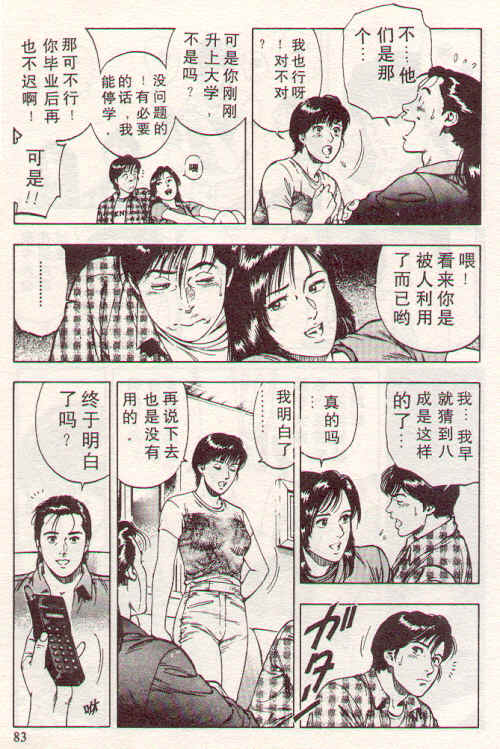 不…他
们是那
个…
我也行呀
！对不对
？
可是你刚刚
升上大学，
不是吗？
没问题的
！有必要
的话，我
能停学。
喂
那可不行！
你毕业后再
也不迟啊！
可是!!
喂！
看来你是
被人利用
了而已哟
…………
我…我早
就猜到八
成是这样
的了…
…
真的吗
ガタ
我明白了
………
再说下去
也是没有
用的。
终于明白
了吗？
咻
83